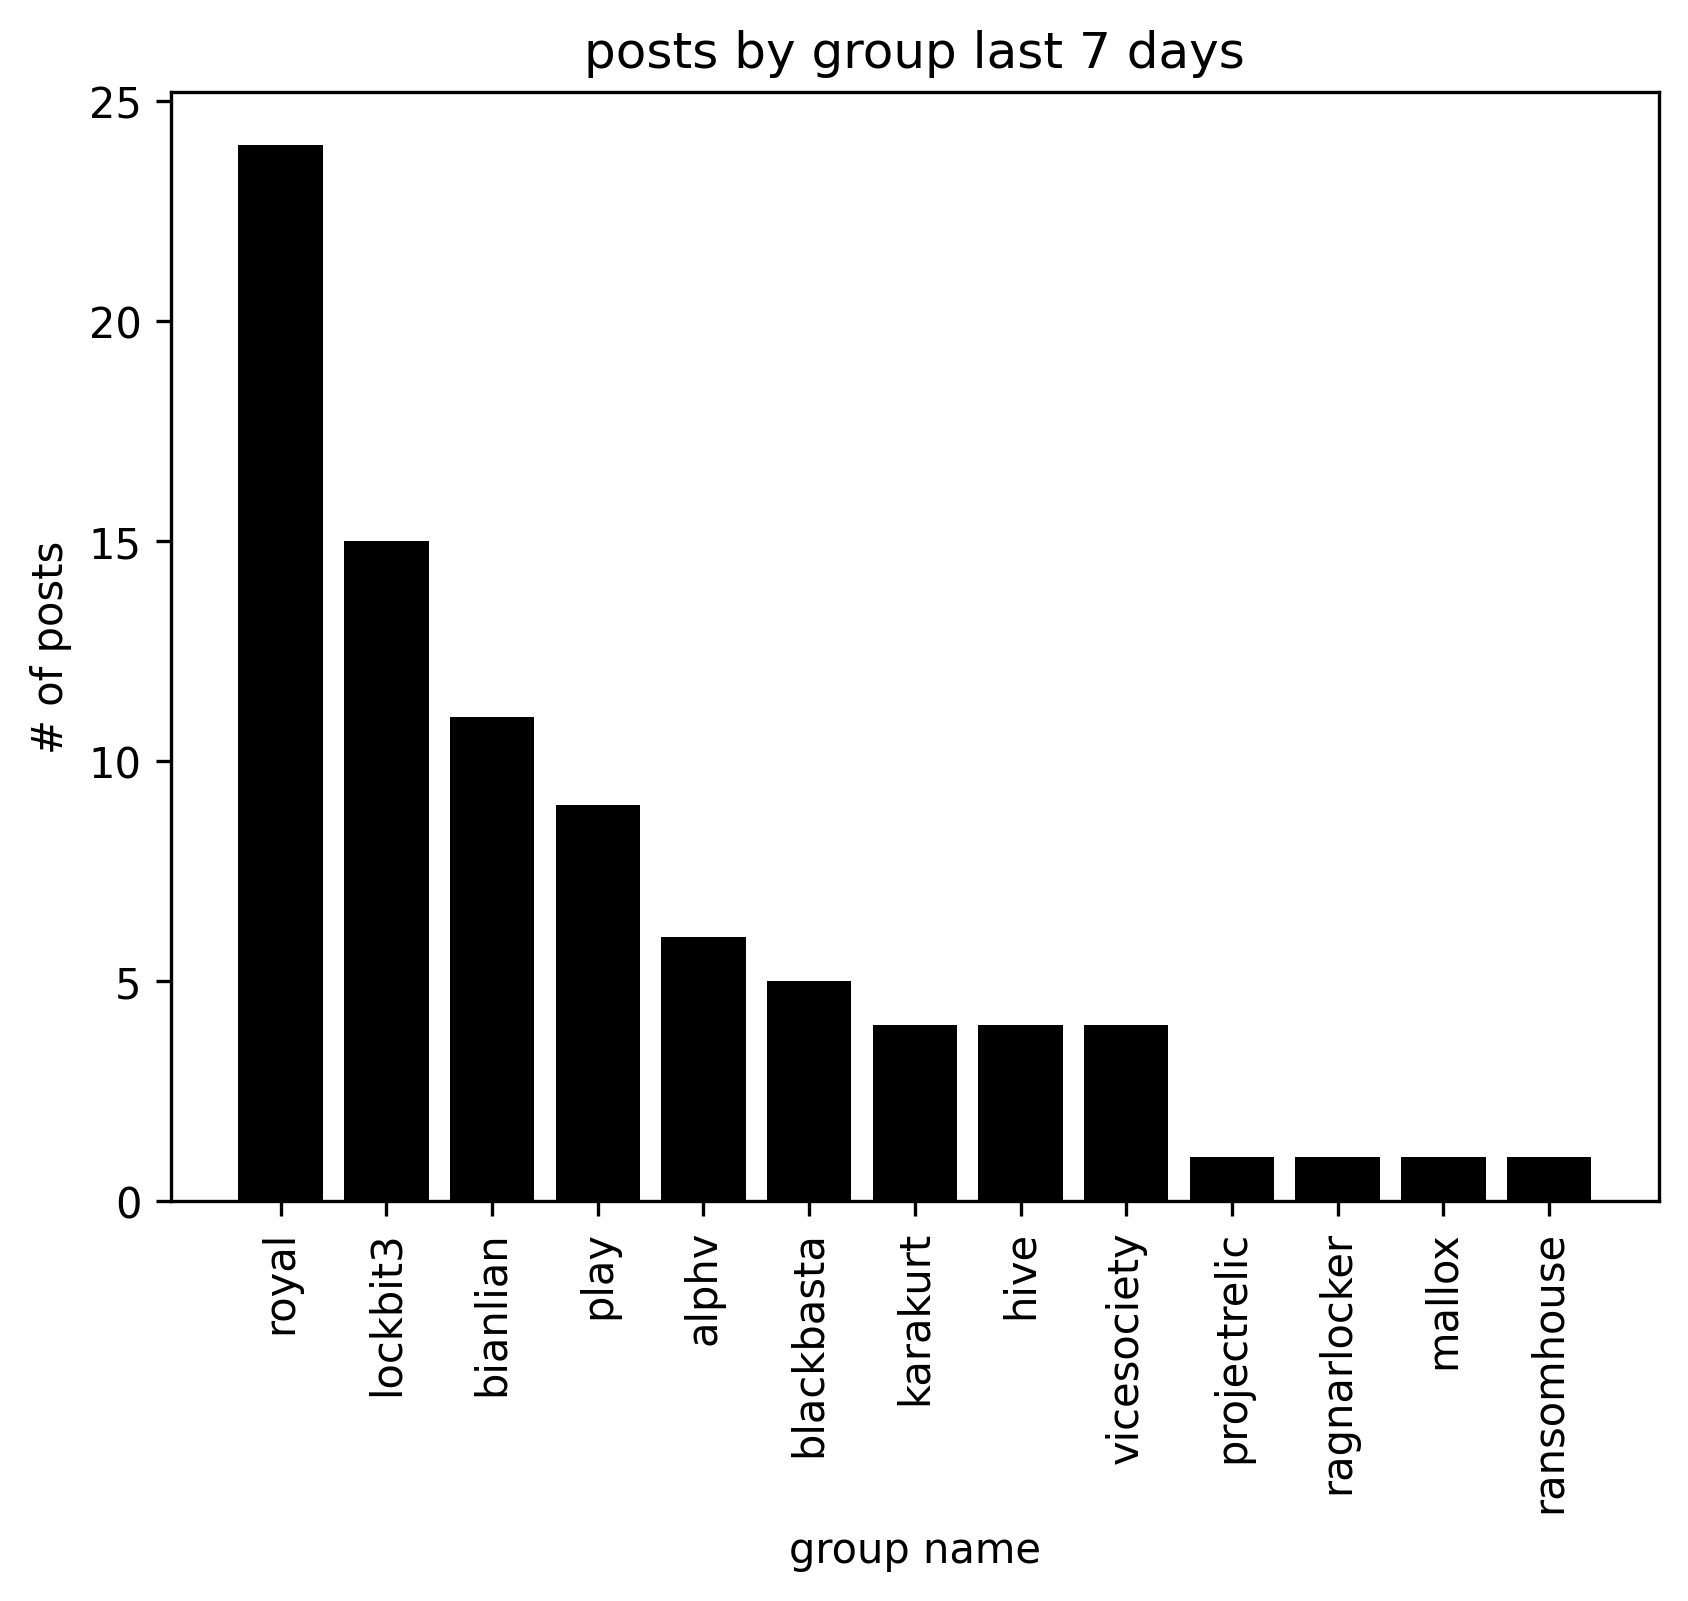 posts by group last 7 days
25
20
15
10
5
0
# of posts
royal
lockbit3
bianlian
play
alphv
blackbasta
karakurt
hive
vicesociety
projectrelic
ragnarlocker
mallox
ransomhouse
group name